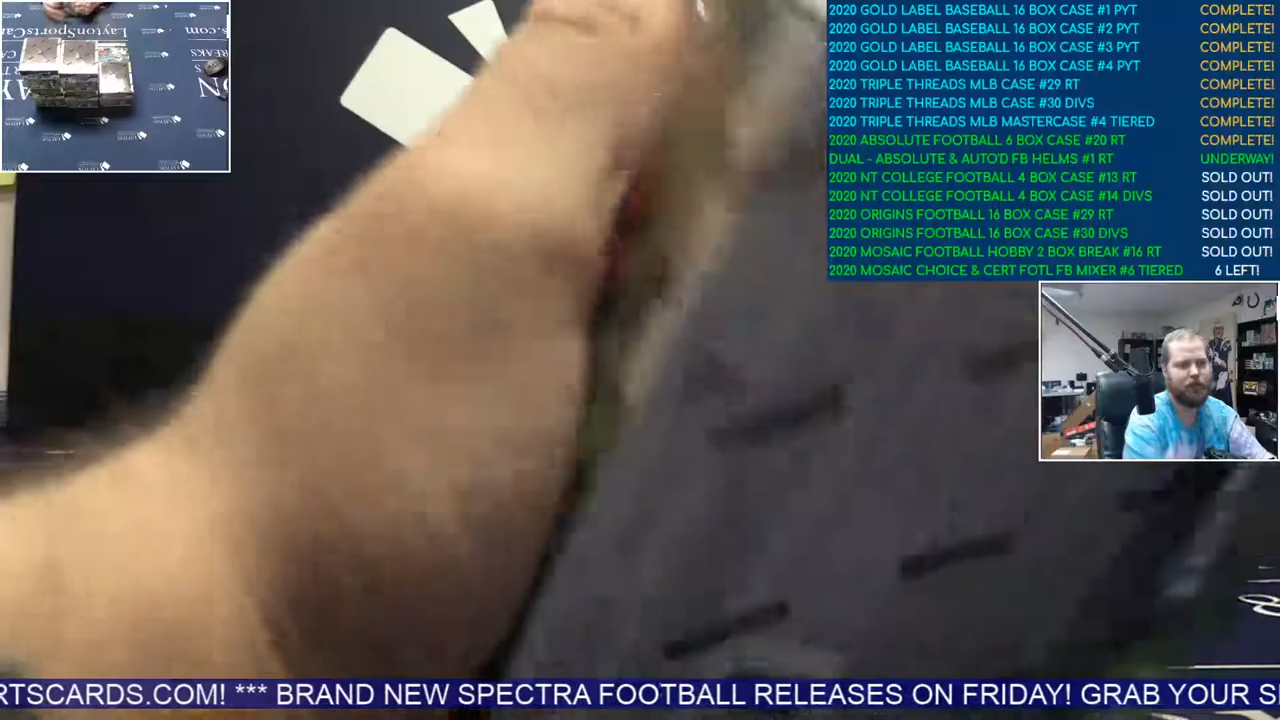 LaytonSportsCa
2020 GOLD LABEL BASEBALL 16 BOX CASE #1 PYT COMPLETE!
2020 GOLD LABEL BASEBALL 16 BOX CASE #2 PYT COMPLETE!
2020 GOLD LABEL BASEBALL 16 BOX CASE #3 PYT COMPLETE!
2020 GOLD LABEL BASEBALL 16 BOX CASE #4 PYT COMPLETE!
2020 TRIPLE THREADS MLB CASE #29 RT COMPLETE!
2020 TRIPLE THREADS MLB CASE #30 DIVS COMPLETE!
2020 TRIPLE THREADS MLB MASTERCASE #4 TIERED COMPLETE!
2020 ABSOLUTE FOOTBALL 6 BOX CASE #20 RT COMPLETE!
DUAL - ABSOLUTE & AUTO'D FB HELMS #1 RT UNDERWAY!
2020 NT COLLEGE FOOTBALL 4 BOX CASE #13 RT SOLD OUT!
2020 NT COLLEGE FOOTBALL 4 BOX CASE #14 DIVS SOLD OUT!
2020 ORIGINS FOOTBALL 16 BOX CASE #29 RT SOLD OUT!
2020 ORIGINS FOOTBALL 16 BOX CASE #30 DIVS SOLD OUT!
2020 MOSAIC FOOTBALL HOBBY 2 BOX BREAK #16 RT SOLD OUT!
2020 MOSAIC CHOICE & CERT FOTL FB MIXER #6 TIERED 6 LEFT!
RTSCARDS.COM! *** BRAND NEW SPECTRA FOOTBALL RELEASES ON FRIDAY! GRAB YOUR S